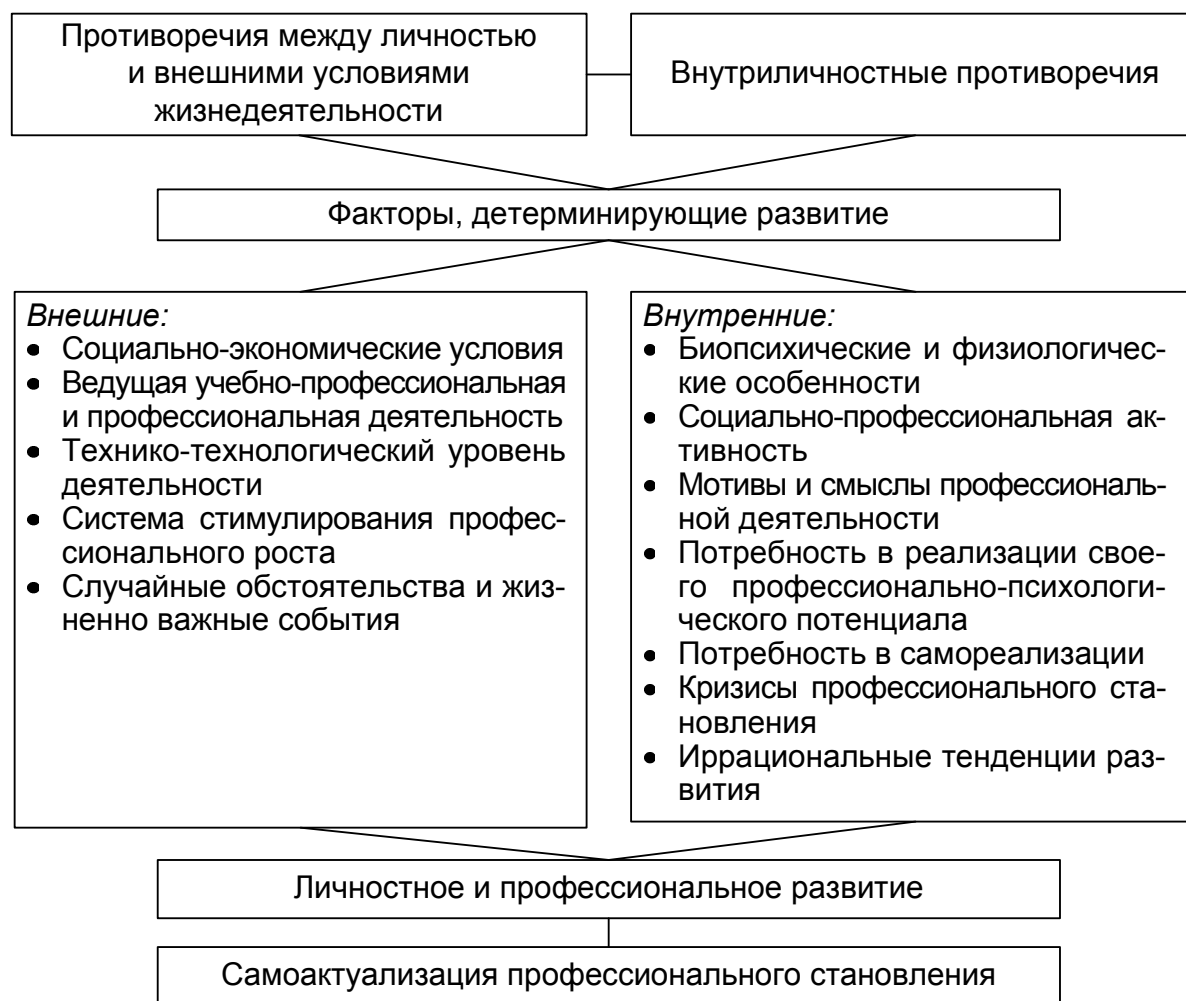 Противоречия между личностью
и внешними условиями
жизнедеятельности
Внутриличностные противоречия
Факторы, детерминирующие развитие
Внешние:
• Социально-экономические условия
• Ведущая учебно-профессиональная
и профессиональная деятельность
• Технико-технологический уровень
деятельности
• Система стимулирования профес-
сионального роста
• Случайные обстоятельства и жиз-
ненно важные события
Внутренние:
• Биопсихические и физиологичес-
кие особенности
• Социально-профессиональная ак-
тивность
• Мотивы и смыслы профессиональ-
ной деятельности
• Потребность в реализации свое-
го профессионально-психологи-
ческого потенциала
• Потребность в самореализации
• Кризисы профессионального ста-
новления
• Иррациональные тенденции раз-
вития
Личностное и профессиональное развитие
Самоактуализация профессионального становления